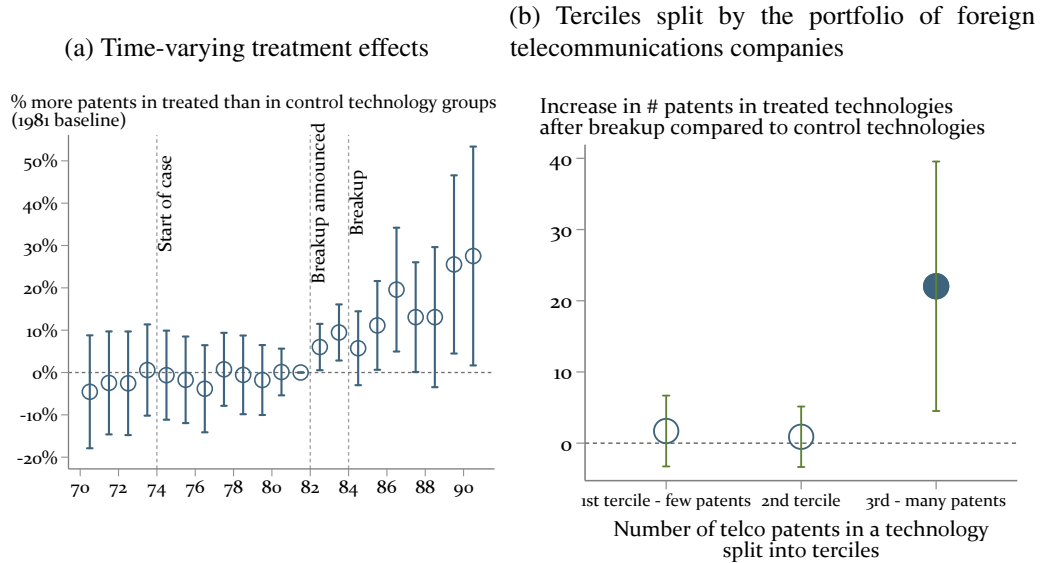 (a) Time-varying treatment effects
% more patents in treated than in control technology groups
(1981 baseline)
50%
40%
30%
20%
10%
0%
-10%
-20%
Start of case
Breakup announced
Breakup
70 72 74 76 78 80 82 84 86 88 90
(b) Terciles split by the portfolio of foreign
telecommunications companies
Increase in # patents in treated technologies
after breakup compared to control technologies
40
30
20
10
0
1st tercile - few patents 2nd tercile 3rd - many patents
Number of telco patents in a technology
split into terciles